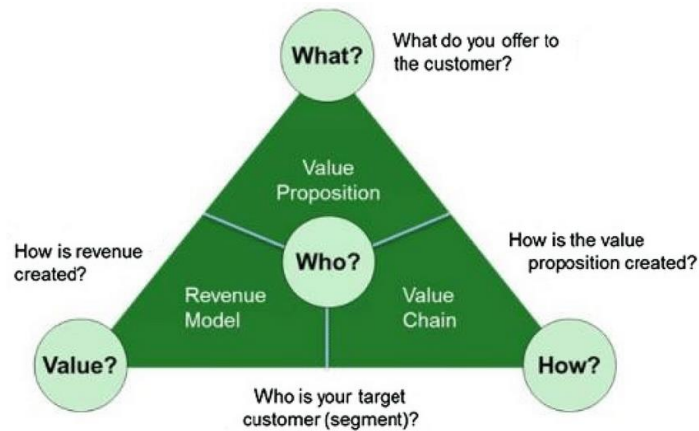 What?
What do you offer to
the customer?
Value
Proposition
How is revenue
created?
Who?
How is the value
proposition created?
Revenue
Model
Value
Chain
Value?
How?
Who is your target
customer (segment)?